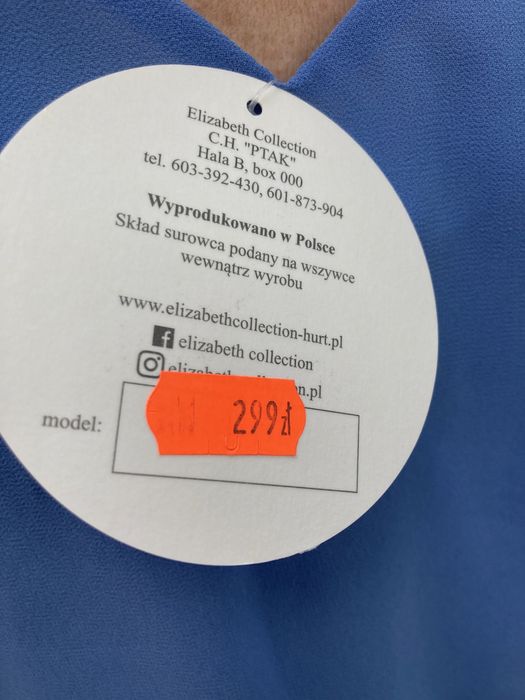 Elizabeth Collection
C.H. "PTAK"
Hala B, box 000
tel. 603-392-430, 601-873-904
Wyprodukowano w Polsce
Skład surowca podany na wszywce
wewnątrz wyrobu
www.elizabethcollection-hurt.pl
elizabeth collection
model:
299zł